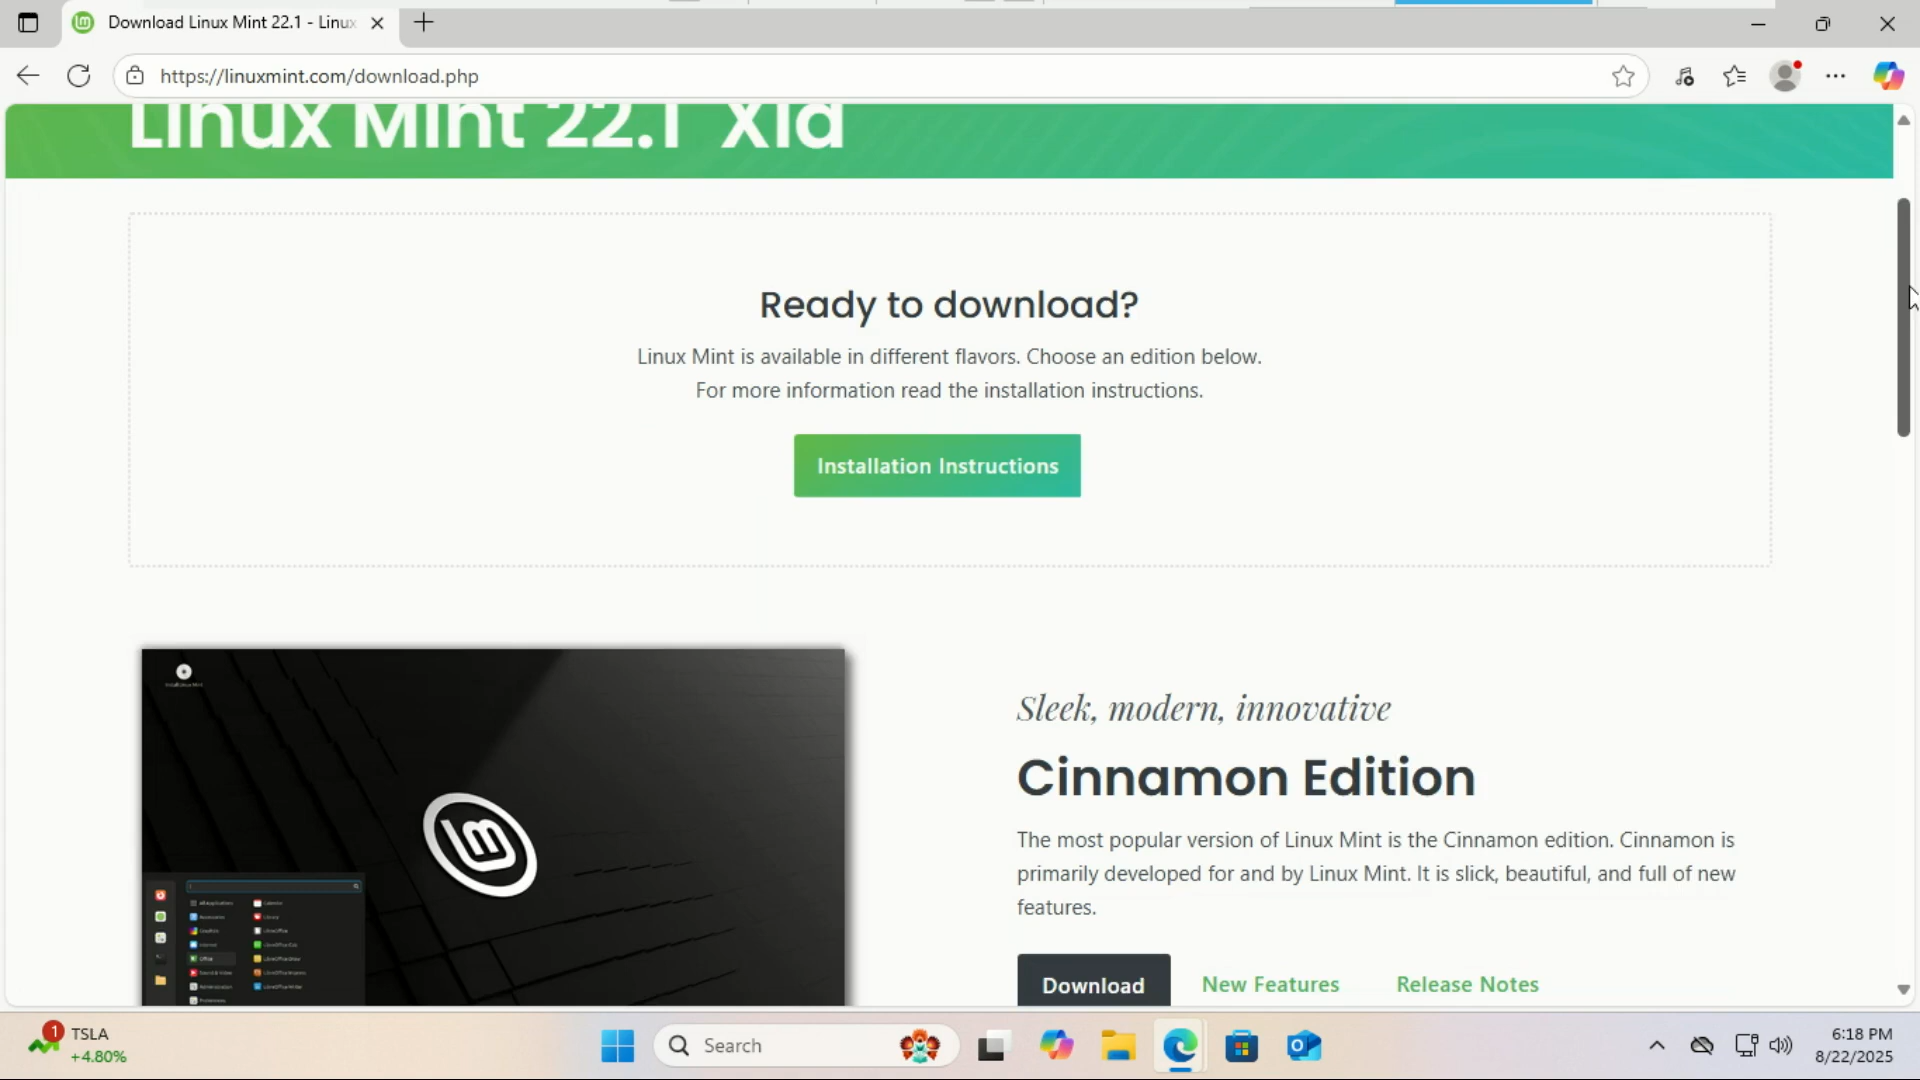 Download Linux Mint 22.1 - Linux
https://linuxmint.com/download.php
Linux Mint 22.1 "Xia"
Ready to download?
Linux Mint is available in different flavors. Choose an edition below.
For more information read the installation instructions.
Installation Instructions
Sleek, modern, innovative
Cinnamon Edition
The most popular version of Linux Mint is the Cinnamon edition. Cinnamon is
primarily developed for and by Linux Mint. It is slick, beautiful, and full of new
features.
Download
New Features
Release Notes
1
TSLA
+4.80%
Search
6:18 PM
8/22/2025